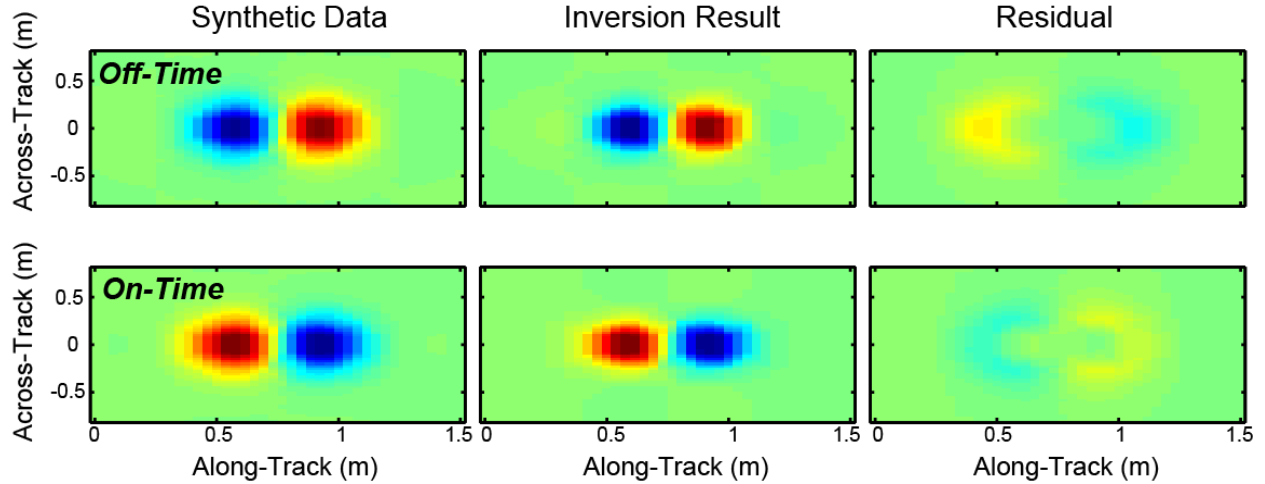 Synthetic Data Inversion Result Residual
Across-Track (m)
0.5
0
-0.5
Off-Time
Across-Track (m)
0.5
0
-0.5
On-Time
0 0.5 1 1.5 0 0.5 1 1.5 0 0.5 1 1.5
Along-Track (m) Along-Track (m) Along-Track (m)